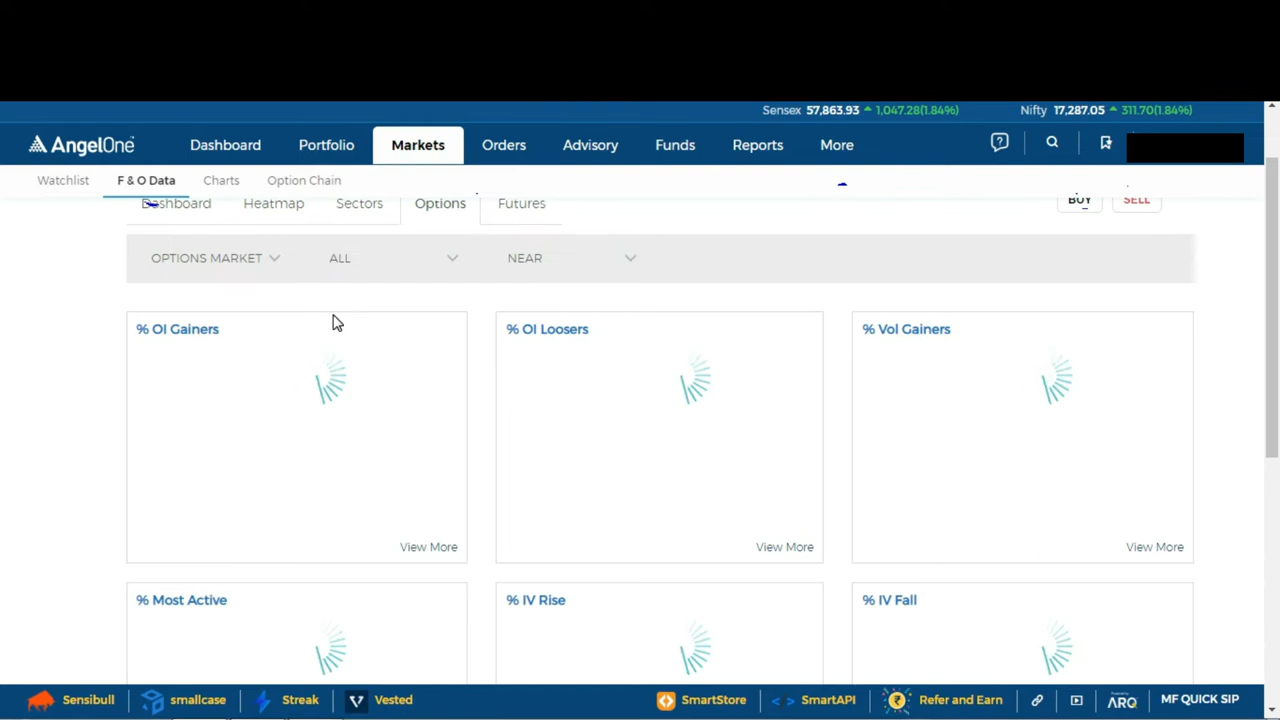 Sensex 57,863.93 1,047.28(1.84%) Nifty 17,287.05 311.70(1.84%)
AngelOne Dashboard Portfolio Markets Orders Advisory Funds Reports More
Watchlist F & O Data Charts Option Chain
Dashboard Heatmap Sectors Options Futures BUY SELL
OPTIONS MARKET ALL NEAR
% OI Gainers % OI Loosers % Vol Gainers
View More View More View More
% Most Active % IV Rise % IV Fall
Sensibull smallcase Streak Vested SmartStore SmartAPI Refer and Earn Powered by ARQ MF QUICK SIP